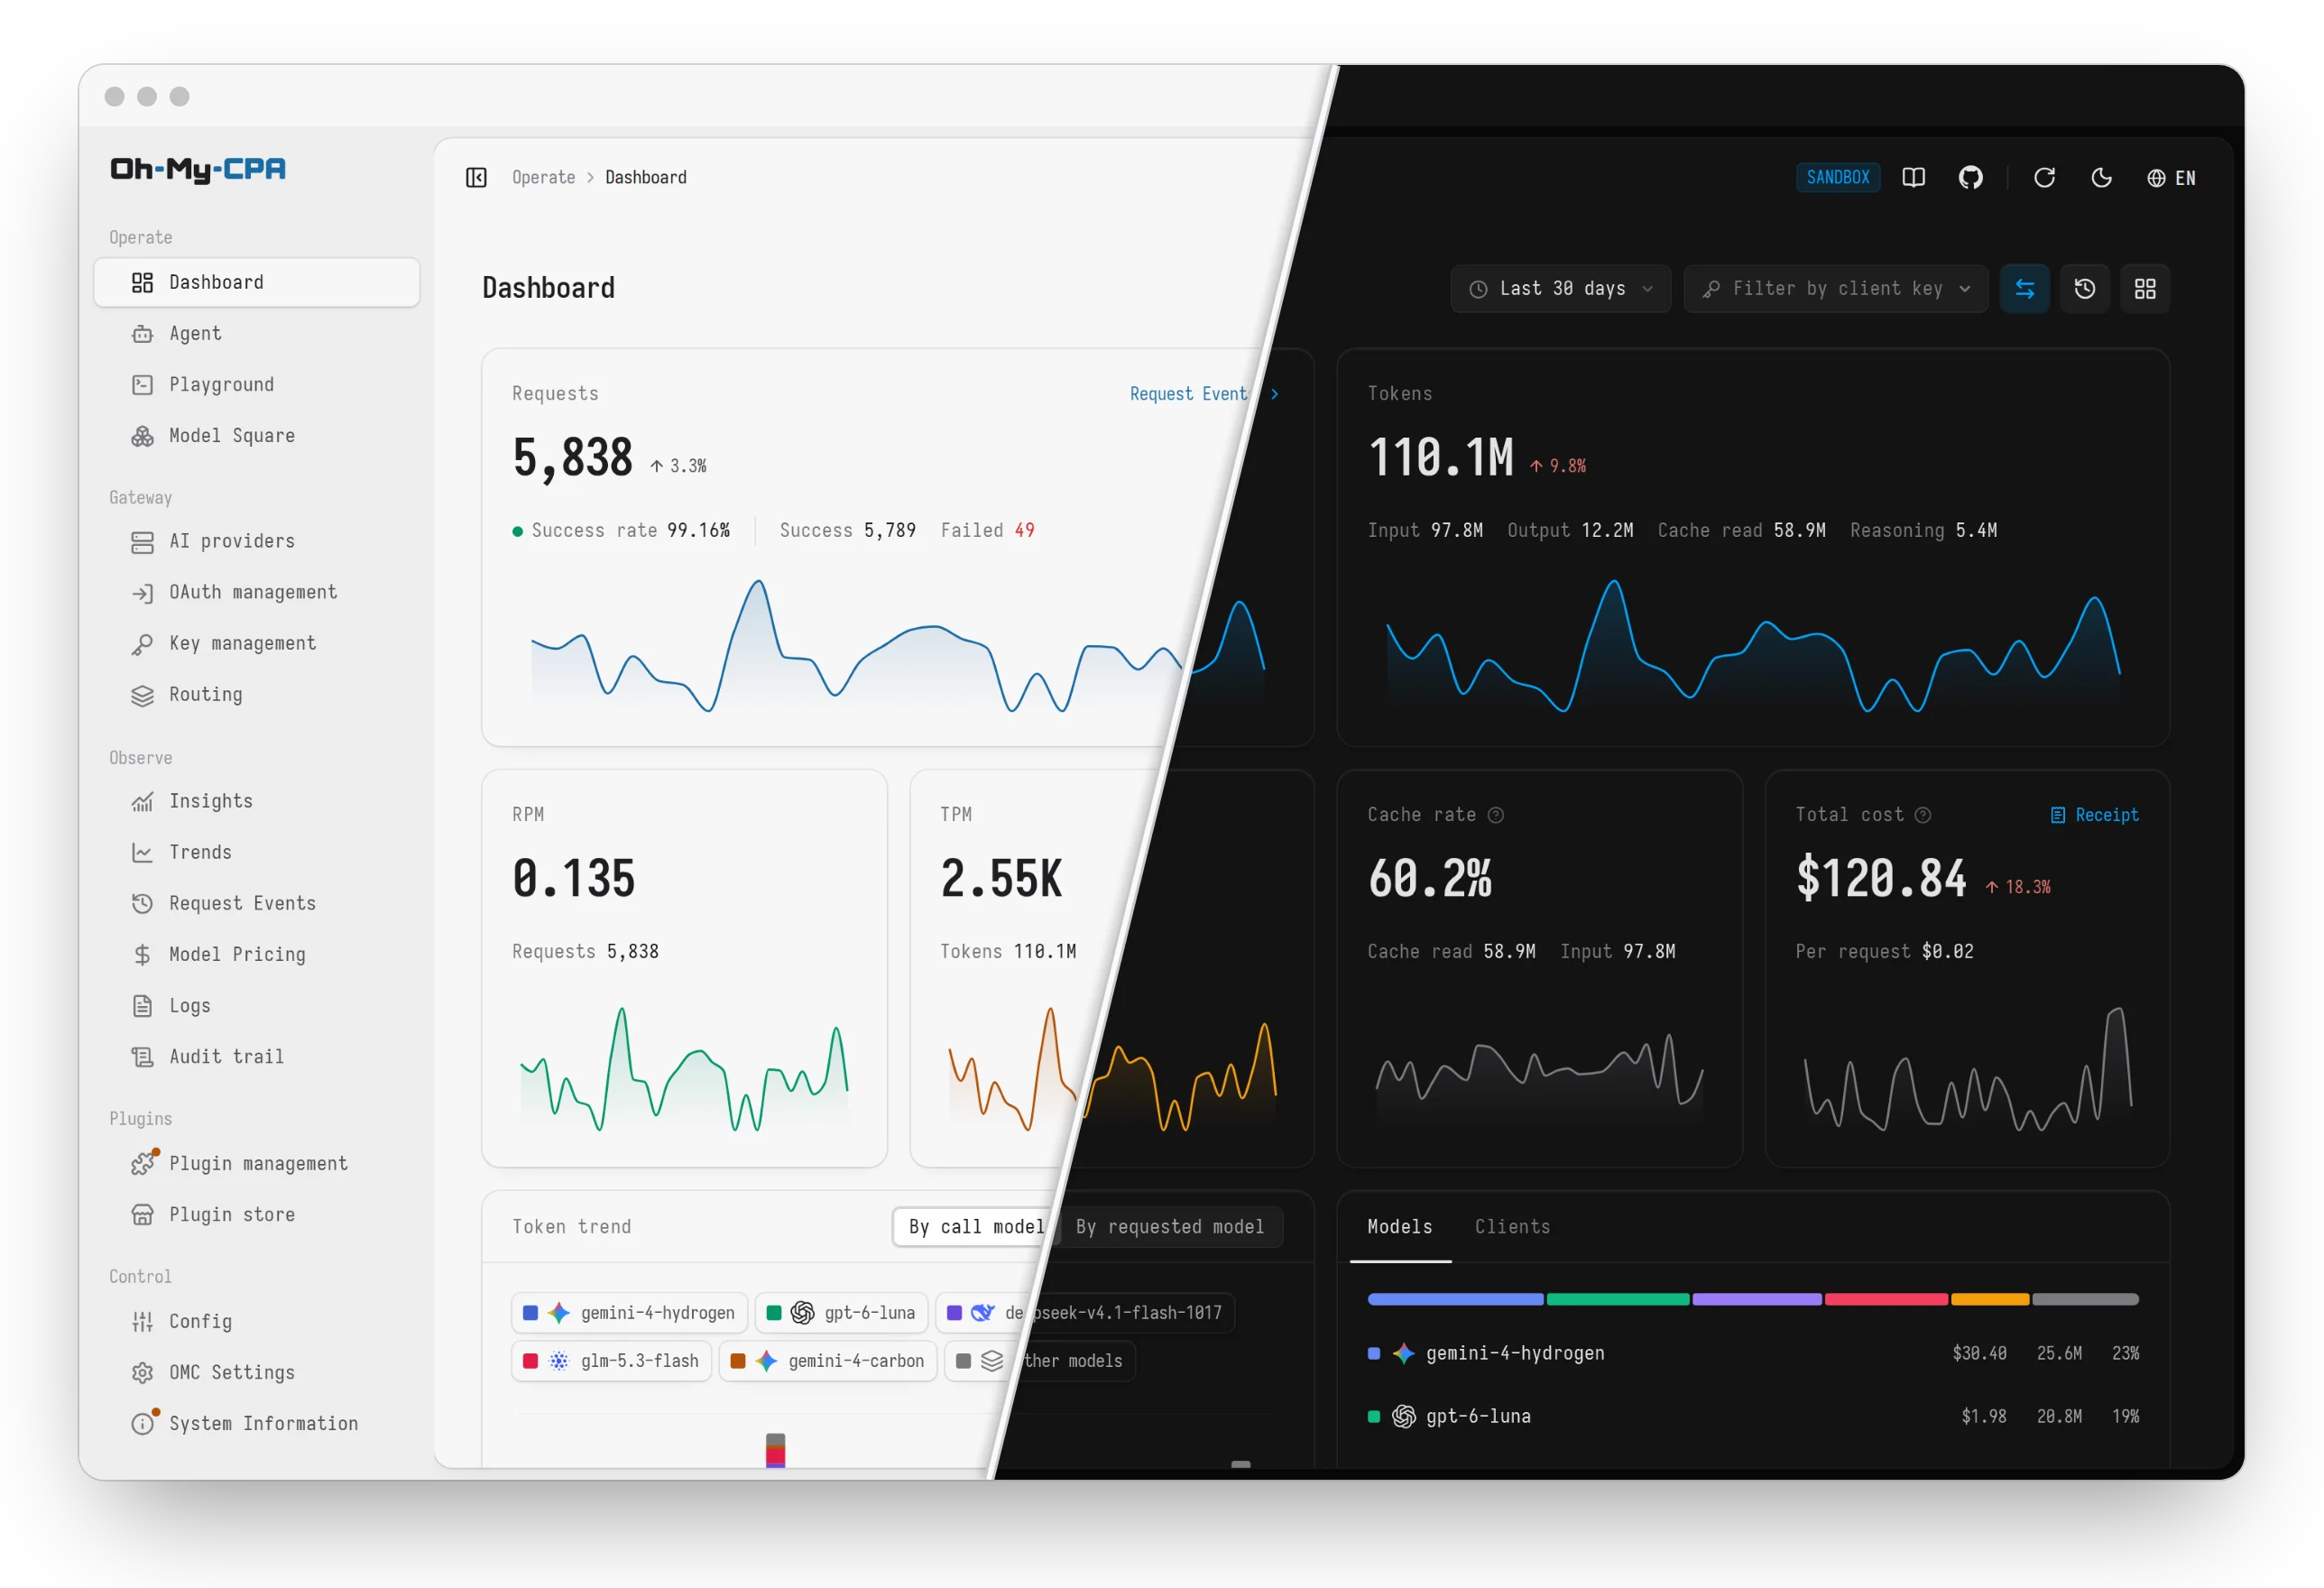 Oh-My-CPA
Operate
Dashboard
Agent
Playground
Model Square
Gateway
AI providers
OAuth management
Key management
Routing
Observe
Insights
Trends
Request Events
Model Pricing
Logs
Audit trail
Plugins
Plugin management
Plugin store
Control
Config
OMC Settings
System Information
Operate > Dashboard
SANDBOX EN
Dashboard
Last 30 days Filter by client key
Requests Request Event
5,838 ↑ 3.3%
Success rate 99.16% Success 5,789 Failed 49
Tokens
110.1M ↑ 9.8%
Input 97.8M Output 12.2M Cache read 58.9M Reasoning 5.4M
RPM
0.135
Requests 5,838
TPM
2.55K
Tokens 110.1M
Cache rate
60.2%
Cache read 58.9M Input 97.8M
Total cost Receipt
$120.84 ↑ 18.3%
Per request $0.02
Token trend By call model By requested model
gemini-4-hydrogen gpt-6-luna deepseek-v4.1-flash-1017
glm-5.3-flash gemini-4-carbon ther models
Models Clients
gemini-4-hydrogen $30.40 25.6M 23%
gpt-6-luna $1.98 20.8M 19%